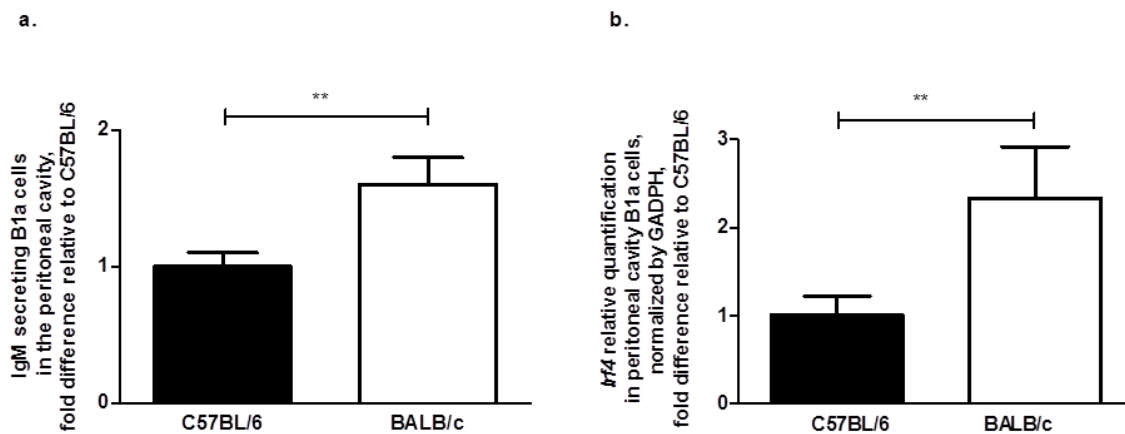 a.
IgM secreting B1a cells
in the peritoneal cavity,
fold difference relative to C57BL/6
2
1
0
**
C57BL/6
BALB/c
b.
Irf4 relative quantification
in peritoneal cavity B1a cells,
normalized by GADPH,
fold difference relative to C57BL/6
3
2
1
0
**
C57BL/6
BALB/c